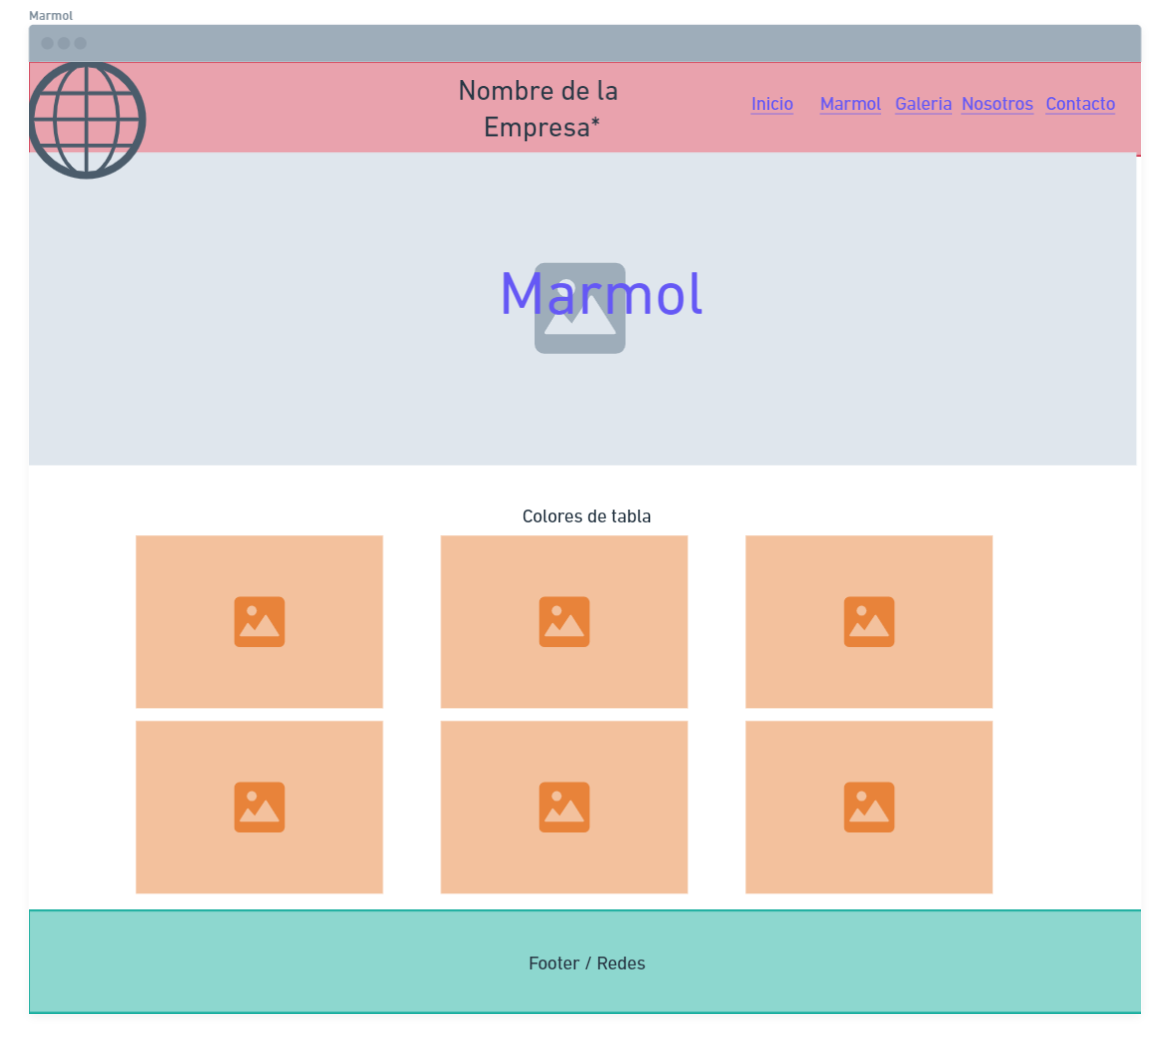 Marmol
Nombre de la
Empresa*
Inicio Marmol Galeria Nosotros Contacto
Marmol
Colores de tabla
Footer / Redes